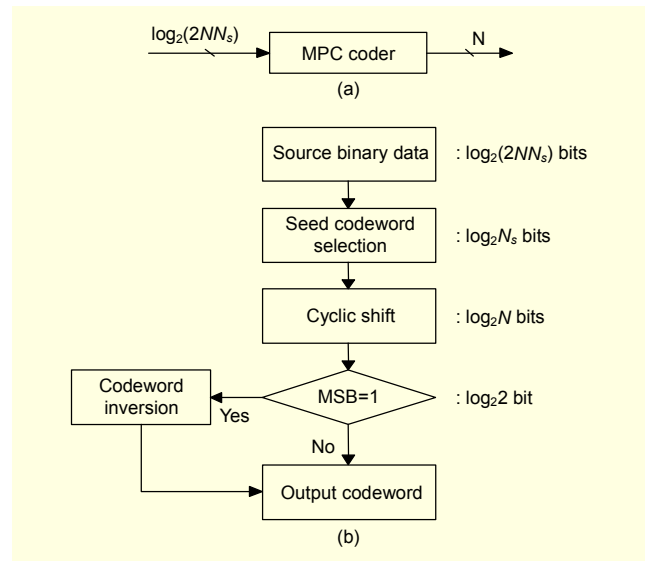 log₂(2NNₛ)
MPC coder
N
(a)
Source binary data
: log₂(2NNₛ) bits
Seed codeword
selection
: log₂Nₛ bits
Cyclic shift
: log₂N bits
Codeword
inversion
Yes
MSB=1
: log₂2 bit
No
Output codeword
(b)